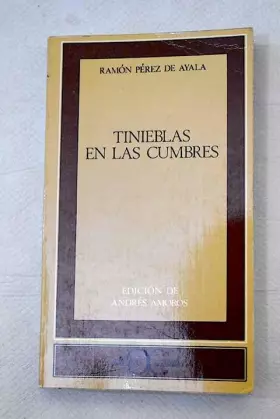 RAMÓN PÉREZ DE AYALA
TINIEBLAS
EN LAS CUMBRES
EDICIÓN DE
ANDRÉS AMORÓS